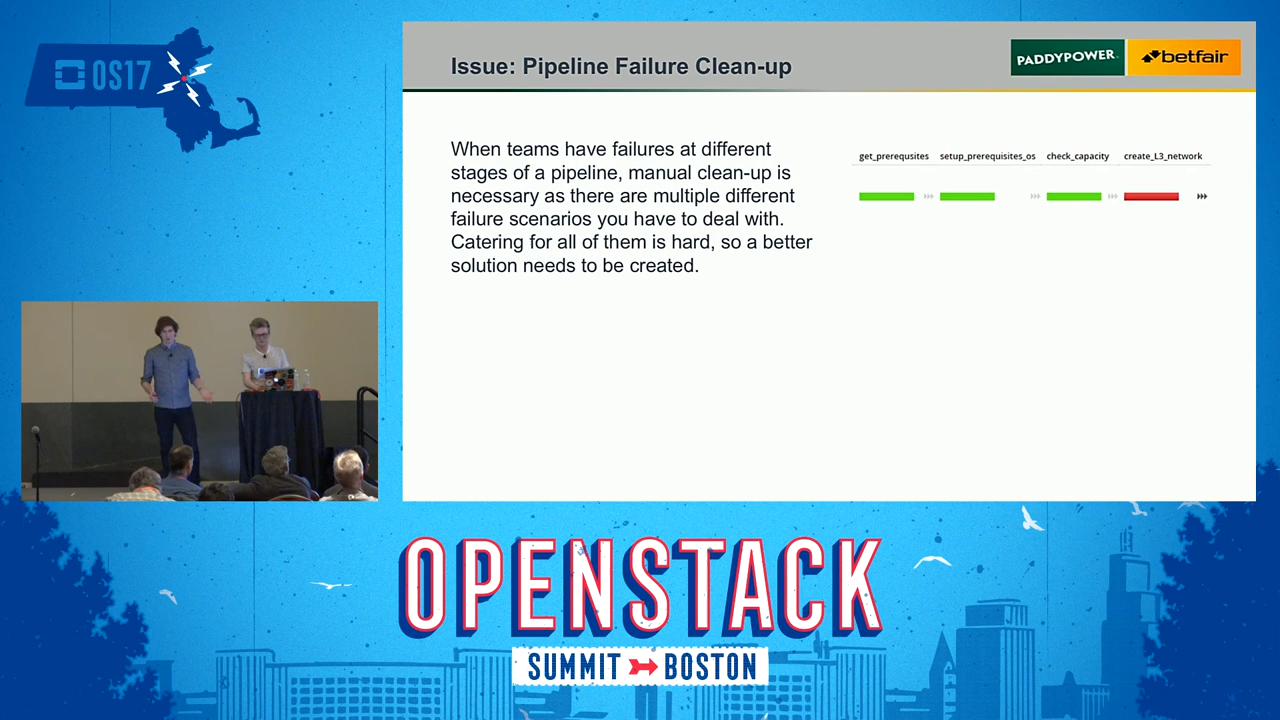 OS17
Issue: Pipeline Failure Clean-up
PADDYPOWER.
betfair
When teams have failures at different
stages of a pipeline, manual clean-up is
necessary as there are multiple different
failure scenarios you have to deal with.
Catering for all of them is hard, so a better
solution needs to be created.
get_prerequsites setup_prerequisites_os check_capacity create_L3_network
OPENSTACK
SUMMIT BOSTON